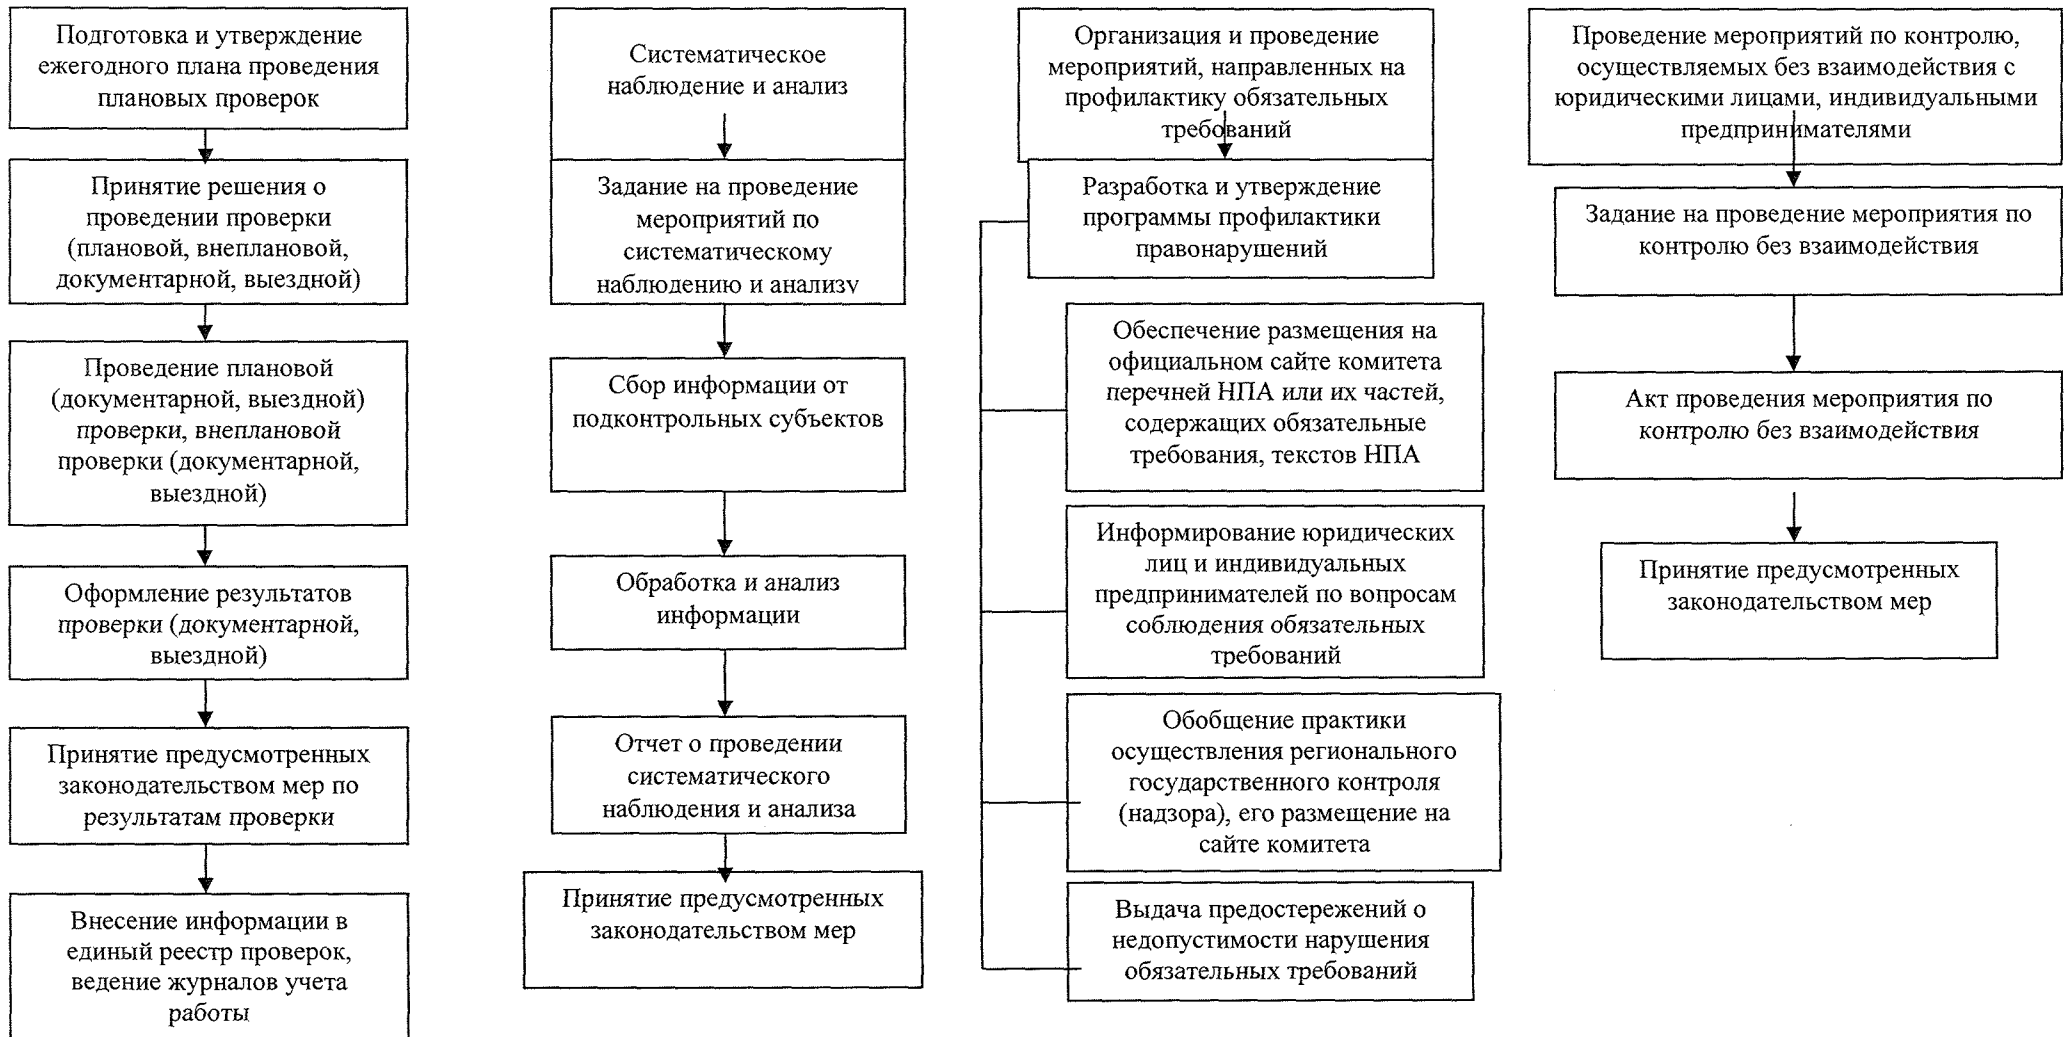 Подготовка и утверждение
ежегодного плана проведения
плановых проверок
Принятие решения о
проведении проверки
(плановой, внеплановой,
документарной, выездной)
Проведение плановой
(документарной, выездной)
проверки, внеплановой
проверки (документарной,
выездной)
Оформление результатов
проверки (документарной,
выездной)
Принятие предусмотренных
законодательством мер по
результатам проверки
Внесение информации в
единый реестр проверок,
ведение журналов учета
работы
Систематическое
наблюдение и анализ
Задание на проведение
мероприятий по
систематическому
наблюдению и анализу
Сбор информации от
подконтрольных субъектов
Обработка и анализ
информации
Отчет о проведении
систематического
наблюдения и анализа
Принятие предусмотренных
законодательством мер
Организация и проведение
мероприятий, направленных на
профилактику обязательных
требований
Разработка и утверждение
программы профилактики
правонарушений
Обеспечение размещения на
официальном сайте комитета
перечней НПА или их частей,
содержащих обязательные
требования, текстов НПА
Информирование юридических
лиц и индивидуальных
предпринимателей по вопросам
соблюдения обязательных
требований
Обобщение практики
осуществления регионального
государственного контроля
(надзора), его размещение на
сайте комитета
Выдача предостережений о
недопустимости нарушения
обязательных требований
Проведение мероприятий по контролю,
осуществляемых без взаимодействия с
юридическими лицами, индивидуальными
предпринимателями
Задание на проведение мероприятия по
контролю без взаимодействия
Акт проведения мероприятия по
контролю без взаимодействия
Принятие предусмотренных
законодательством мер